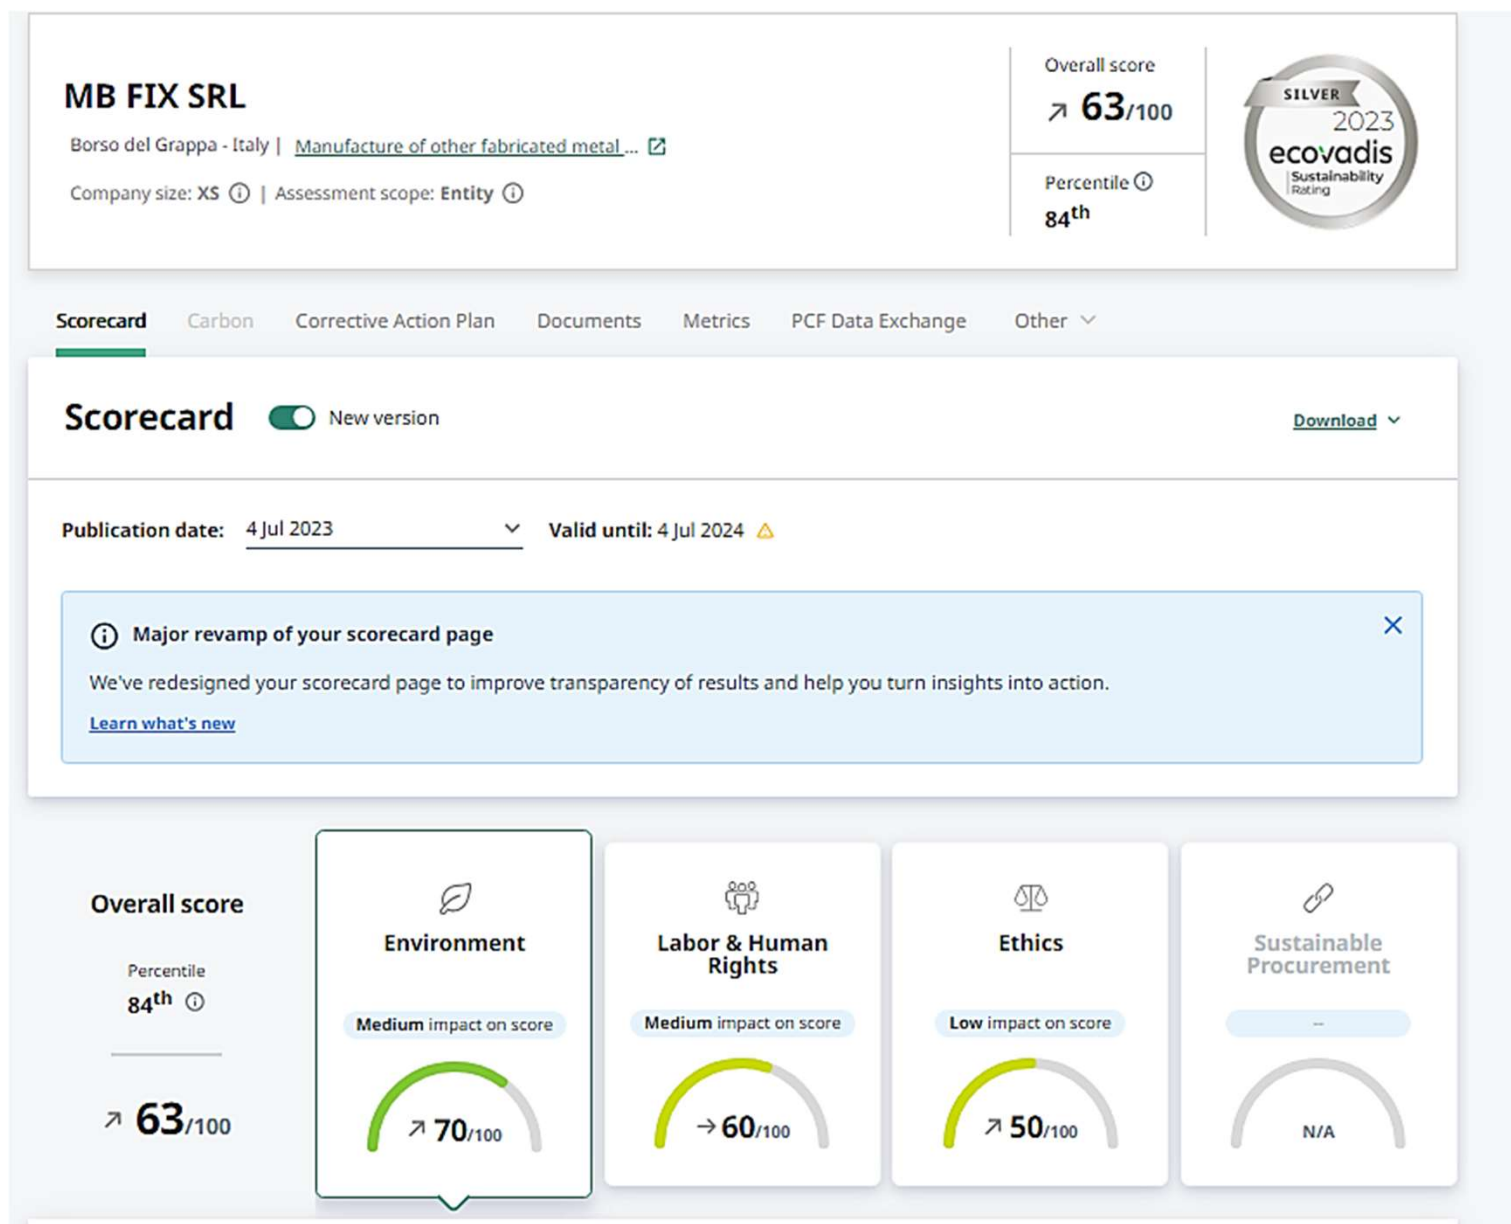 MB FIX SRL
Borso del Grappa - Italy | Manufacture of other fabricated metal ...
Company size: XS | Assessment scope: Entity
Overall score
63/100
Percentile
84th
SILVER
2023
ecovadis
Sustainability
Rating
Scorecard Carbon Corrective Action Plan Documents Metrics PCF Data Exchange Other
Scorecard New version Download
Publication date: 4 Jul 2023 Valid until: 4 Jul 2024
Major revamp of your scorecard page
We've redesigned your scorecard page to improve transparency of results and help you turn insights into action.
Learn what's new
Overall score
Percentile
84th
63/100
Environment
Medium impact on score
70/100
Labor & Human
Rights
Medium impact on score
60/100
Ethics
Low impact on score
50/100
Sustainable
Procurement
--
N/A